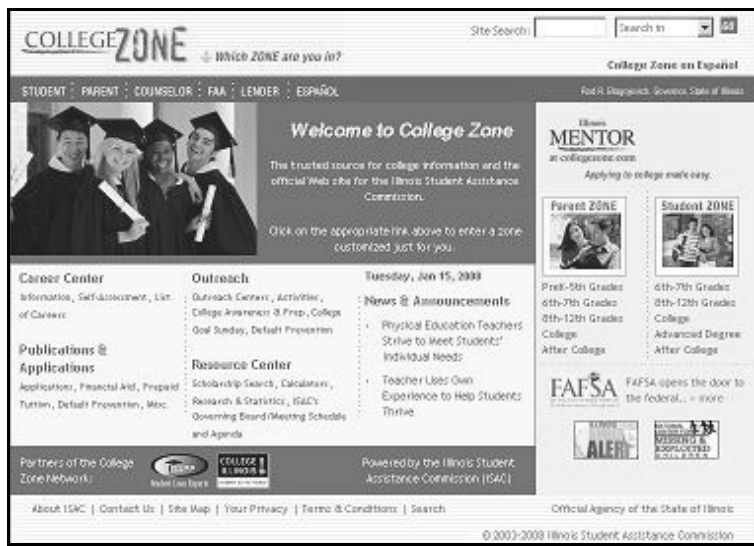 COLLEGE ZONE
Which ZONE are you in?
Site Search:
Search in
GO
College Zone en Español
STUDENT PARENT COUNSELOR FAA LENDER ESPAÑOL
Rod R. Blagojevich, Governor, State of Illinois
Welcome to College Zone
The trusted source for college information and the
official Web site for the Illinois Student Assistance
Commission.
Click on the appropriate link above to enter a zone
customized just for you.
Illinois
MENTOR
at collegezone.com
Applying to college made easy.
Parent ZONE
PreK-5th Grades
6th-7th Grades
8th-12th Grades
College
After College
Student ZONE
6th-7th Grades
8th-12th Grades
College
Advanced Degree
After College
Career Center
Information, Self-Assessment, List
of Careers
Publications &
Applications
Applications, Financial Aid, Prepaid
Tuition, Default Prevention, Misc.
Outreach
Outreach Centers, Activities,
College Awareness & Prep, College
Goal Sunday, Default Prevention
Resource Center
Scholarship Search, Calculators,
Research & Statistics, ISAC's
Governing Board/Meeting Schedule
and Agenda
Tuesday, Jan 15, 2008
News & Announcements
Physical Education Teachers
Strive to Meet Students'
Individual Needs
Teacher Uses Own
Experience to Help Students
Thrive
FAFSA
FAFSA opens the door to
the federal... » more
ALERT
MISSING &
EXPLOITED
CHILDREN
Partners of the College
Zone Network:
COLLEGE
ILLINOIS!
Powered by the Illinois Student
Assistance Commission (ISAC)
About ISAC | Contact Us | Site Map | Your Privacy | Terms & Conditions | Search
Official Agency of the State of Illinois
© 2003-2008 Illinois Student Assistance Commission